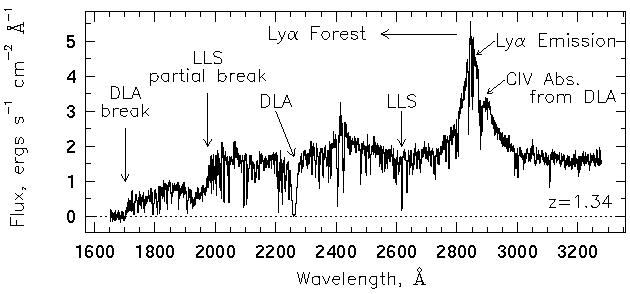 Lyα Forest
Lyα Emission
LLS
partial break
CIV Abs.
from DLA
DLA
break
DLA
LLS
z=1.34
Flux, ergs s⁻¹ cm⁻² Å⁻¹
5
4
3
2
1
0
1600 1800 2000 2200 2400 2600 2800 3000 3200
Wavelength, Å